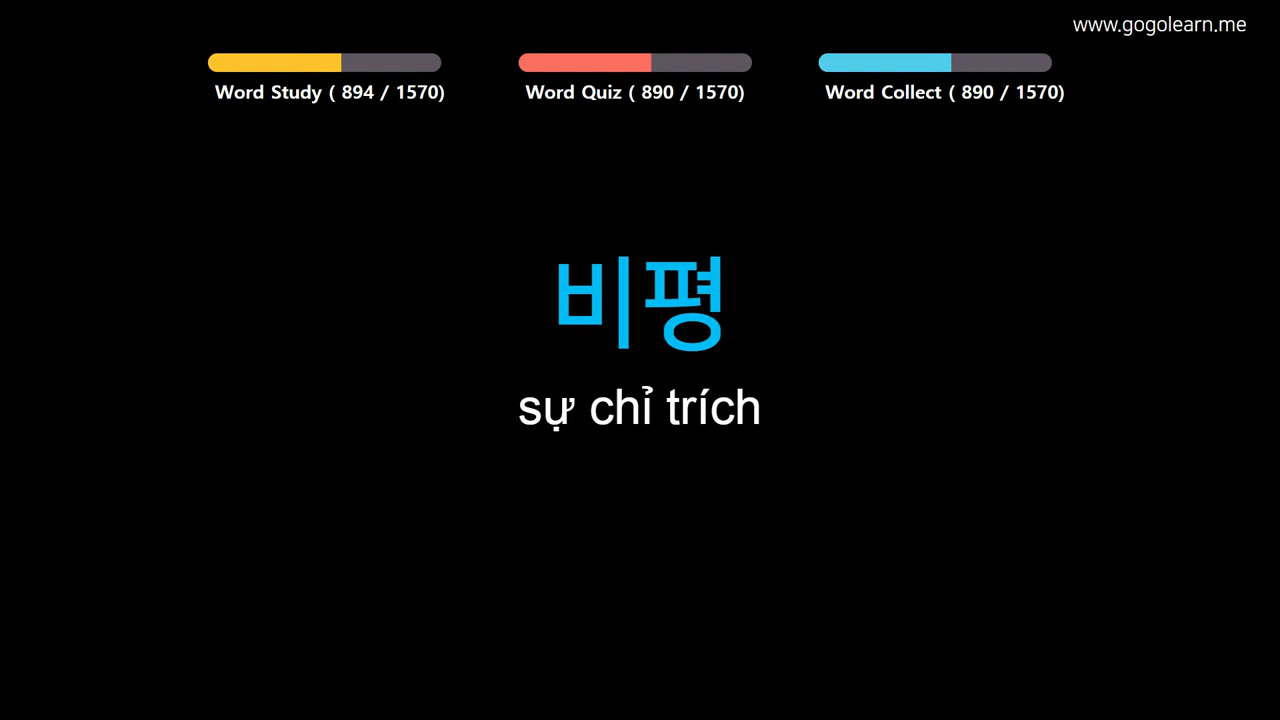 www.gogolearn.me
Word Study ( 894 / 1570)
Word Quiz ( 890 / 1570)
Word Collect ( 890 / 1570)
비평
sự chỉ trích